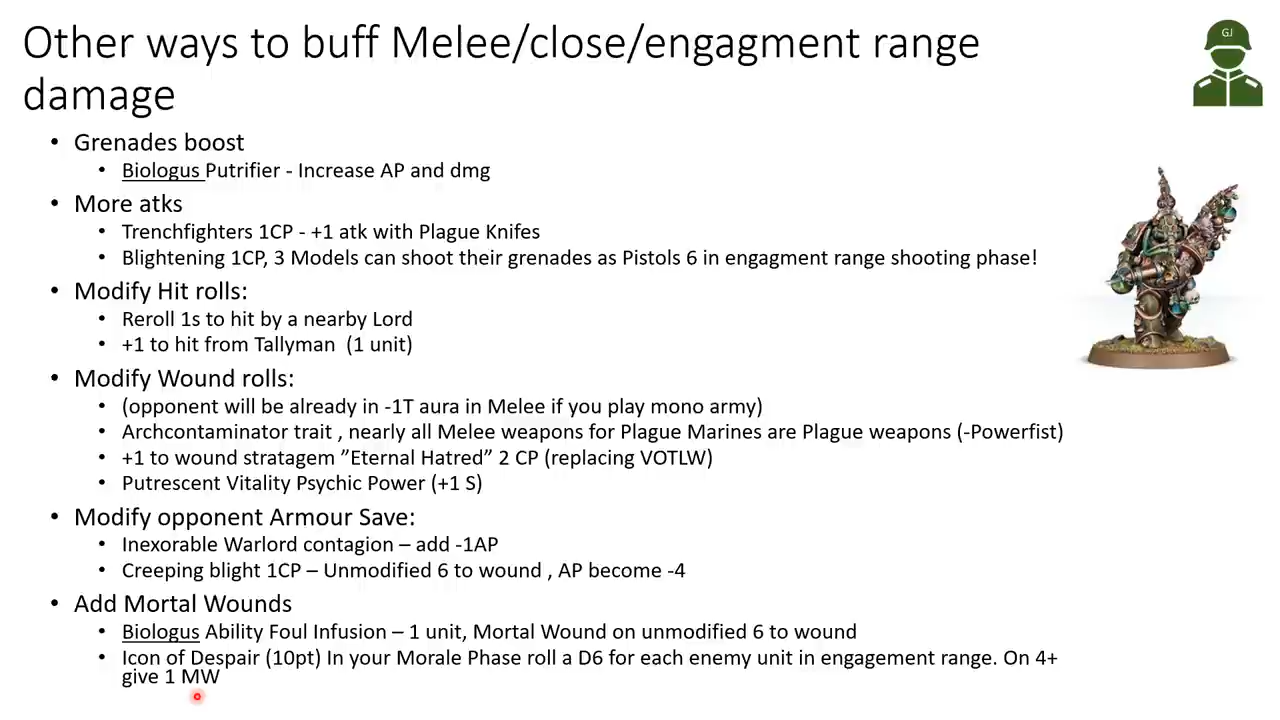 Other ways to buff Melee/close/engagment range
damage
GJ
• Grenades boost
• Biologus Putrifier - Increase AP and dmg
• More atks
• Trenchfighters 1CP - +1 atk with Plague Knifes
• Blightening 1CP, 3 Models can shoot their grenades as Pistols 6 in engagment range shooting phase!
• Modify Hit rolls:
• Reroll 1s to hit by a nearby Lord
• +1 to hit from Tallyman (1 unit)
• Modify Wound rolls:
• (opponent will be already in -1T aura in Melee if you play mono army)
• Archcontaminator trait , nearly all Melee weapons for Plague Marines are Plague weapons (-Powerfist)
• +1 to wound stratagem ”Eternal Hatred” 2 CP (replacing VOTLW)
• Putrescent Vitality Psychic Power (+1 S)
• Modify opponent Armour Save:
• Inexorable Warlord contagion – add -1AP
• Creeping blight 1CP – Unmodified 6 to wound , AP become -4
• Add Mortal Wounds
• Biologus Ability Foul Infusion – 1 unit, Mortal Wound on unmodified 6 to wound
• Icon of Despair (10pt) In your Morale Phase roll a D6 for each enemy unit in engagement range. On 4+
give 1 MW